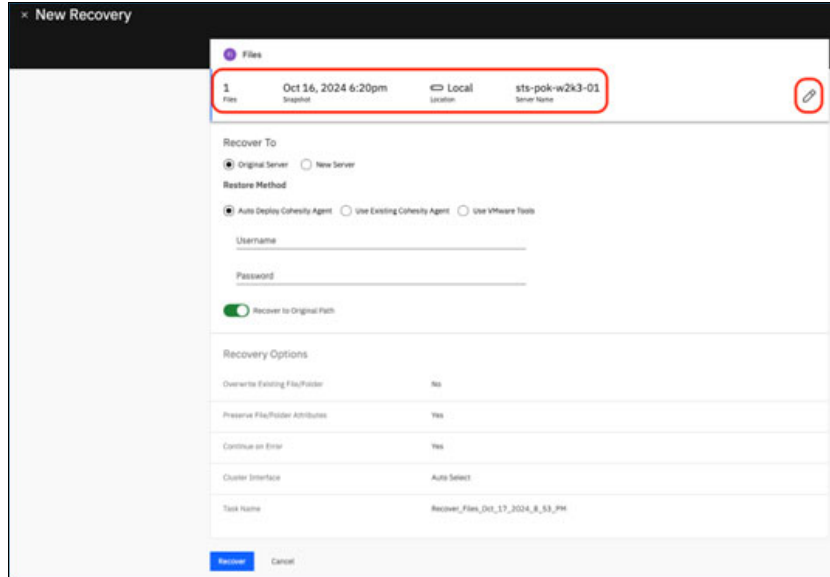 × New Recovery
Files
1 Oct 16, 2024 6:20pm Local sts-pok-w2k3-01
Files Snapshot Location Server Name
Recover To
Original Server New Server
Restore Method
Auto Deploy Cohesity Agent Use Existing Cohesity Agent Use VMware Tools
Username
Password
Recover to Original Path
Recovery Options
Overwrite Existing File/Folder No
Preserve File/Folder Attributes Yes
Continue on Error Yes
Cluster Interface Auto Select
Task Name Recover_Files_Oct_17_2024_8_53_PM
Recover Cancel